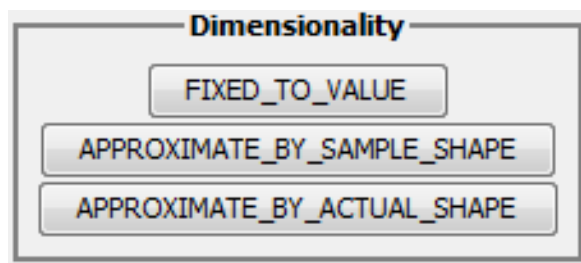 Dimensionality
FIXED_TO_VALUE
APPROXIMATE_BY_SAMPLE_SHAPE
APPROXIMATE_BY_ACTUAL_SHAPE